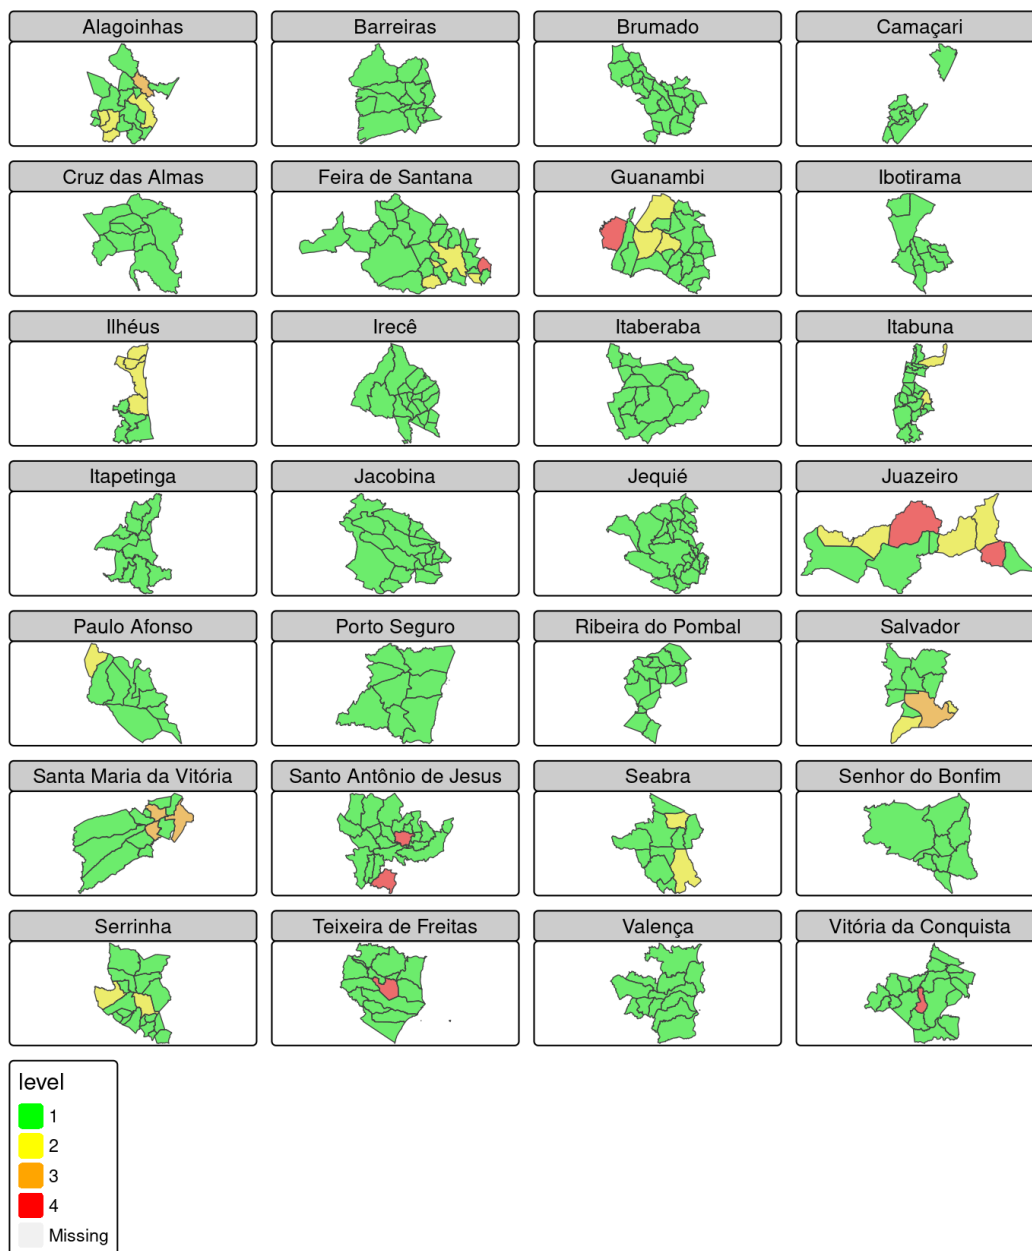 Alagoinhas
Barreiras
Brumado
Camaçari
Cruz das Almas
Feira de Santana
Guanambi
Ibotirama
Ilhéus
Irecê
Itaberaba
Itabuna
Itapetinga
Jacobina
Jequié
Juazeiro
Paulo Afonso
Porto Seguro
Ribeira do Pombal
Salvador
Santa Maria da Vitória
Santo Antônio de Jesus
Seabra
Senhor do Bonfim
Serrinha
Teixeira de Freitas
Valença
Vitória da Conquista
level
1
2
3
4
Missing